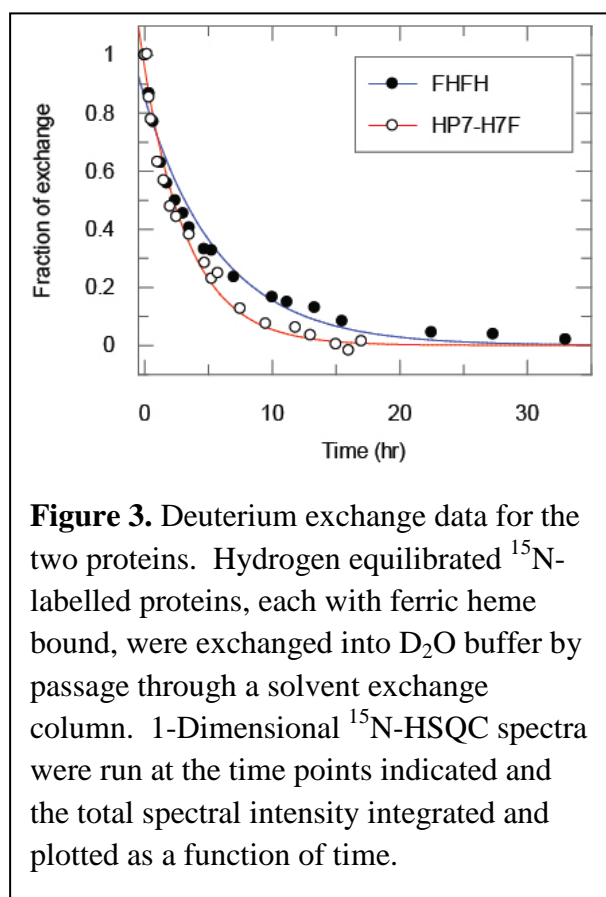 1
0.8
0.6
0.4
0.2
0
Fraction of exchange
FHFH
HP7-H7F
0 10 20 30
Time (hr)
Figure 3. Deuterium exchange data for the
two proteins. Hydrogen equilibrated ¹⁵N-
labelled proteins, each with ferric heme
bound, were exchanged into D₂O buffer by
passage through a solvent exchange
column. 1-Dimensional ¹⁵N-HSQC spectra
were run at the time points indicated and
the total spectral intensity integrated and
plotted as a function of time.